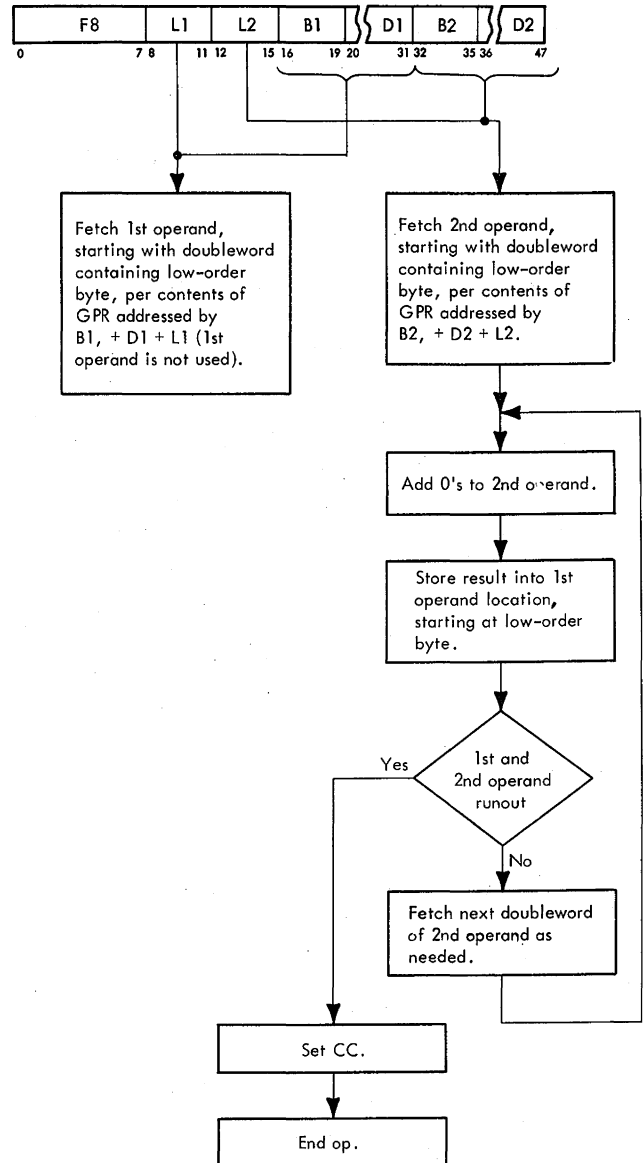 F8 L1 L2 B1 D1 B2 D2
0 7 8 11 12 15 16 19 20 31 32 35 36 47
Fetch 1st operand,
starting with doubleword
containing low-order
byte, per contents of
GPR addressed by
B1, + D1 + L1 (1st
operand is not used).
Fetch 2nd operand,
starting with doubleword
containing low-order
byte, per contents of
GPR addressed by
B2, + D2 + L2.
Add 0's to 2nd operand.
Store result into 1st
operand location,
starting at low-order
byte.
Yes
1st and
2nd operand
runout
No
Fetch next doubleword
of 2nd operand as
needed.
Set CC.
End op.